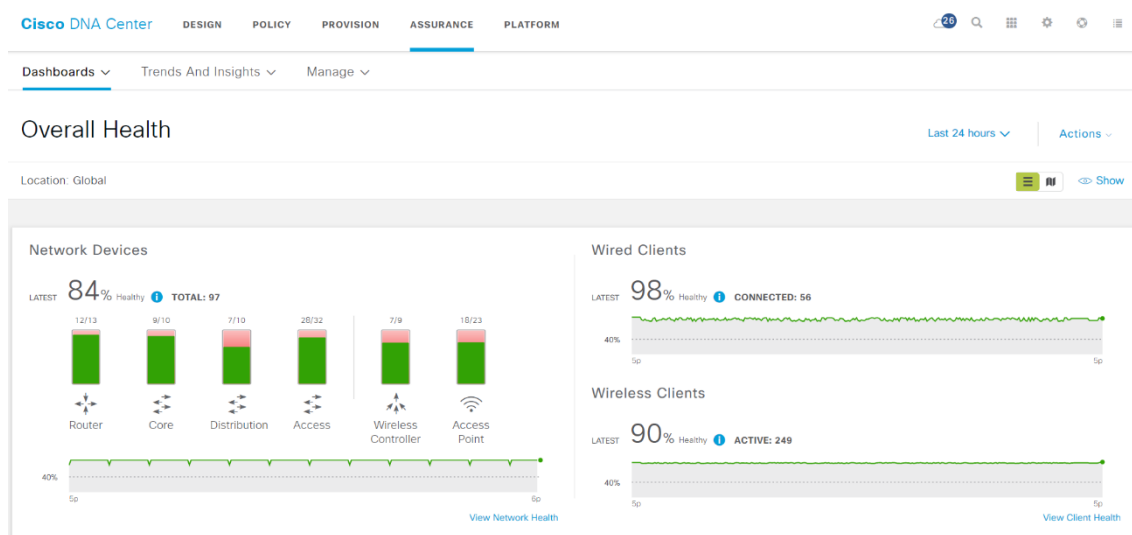 Cisco DNA Center DESIGN POLICY PROVISION ASSURANCE PLATFORM 26
Dashboards Trends And Insights Manage
Overall Health
Last 24 hours Actions
Location: Global
Show
Network Devices
LATEST 84% Healthy TOTAL: 97
12/13 9/10 7/10 28/32 7/9 18/23
Router Core Distribution Access Wireless Controller Access Point
40%
5p 6p
View Network Health
Wired Clients
LATEST 98% Healthy CONNECTED: 56
40%
5p 5p
Wireless Clients
LATEST 90% Healthy ACTIVE: 249
40%
5p 5p
View Client Health